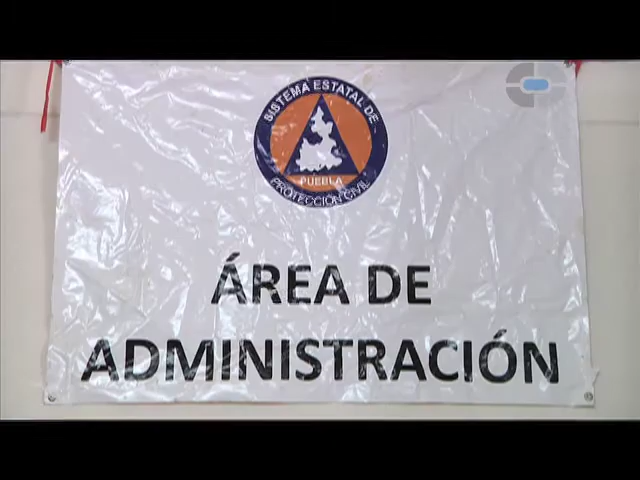 SISTEMA ESTATAL DE
PUEBLA
PROTECCIÓN CIVIL
ÁREA DE
ADMINISTRACIÓN